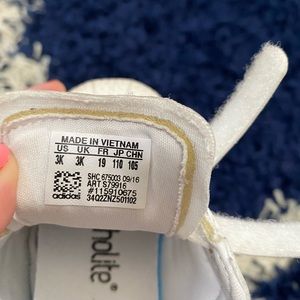 MADE IN VIETNAM
US UK FR JP CHN
3K 3K 19 110 105
SHC 675003 09/16
ART S79916
#115910675
adidas 34Q2ZNZ501102
holite®